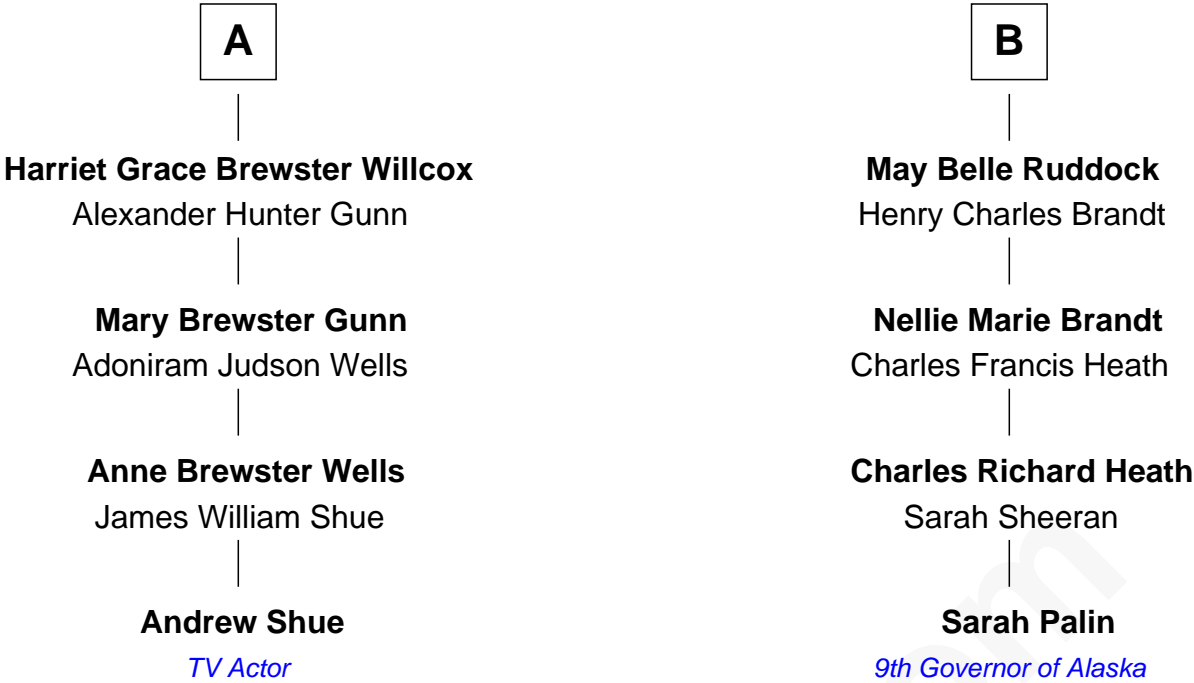 A
Harriet Grace Brewster Willcox
Alexander Hunter Gunn
Mary Brewster Gunn
Adoniram Judson Wells
Anne Brewster Wells
James William Shue
Andrew Shue
TV Actor
B
May Belle Ruddock
Henry Charles Brandt
Nellie Marie Brandt
Charles Francis Heath
Charles Richard Heath
Sarah Sheeran
Sarah Palin
9th Governor of Alaska